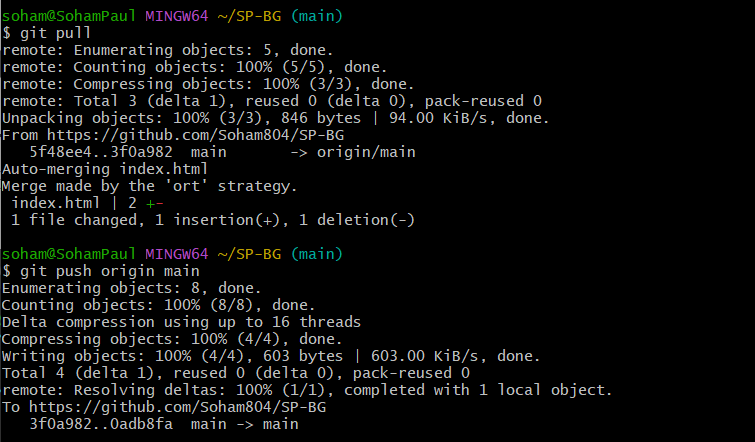 soham@SohamPaul MINGW64 ~/SP-BG (main)
$ git pull
remote: Enumerating objects: 5, done.
remote: Counting objects: 100% (5/5), done.
remote: Compressing objects: 100% (3/3), done.
remote: Total 3 (delta 1), reused 0 (delta 0), pack-reused 0
Unpacking objects: 100% (3/3), 846 bytes | 94.00 KiB/s, done.
From https://github.com/Soham804/SP-BG
   5f48ee4..3f0a982  main       -> origin/main
Auto-merging index.html
Merge made by the 'ort' strategy.
 index.html | 2 +-
 1 file changed, 1 insertion(+), 1 deletion(-)
soham@SohamPaul MINGW64 ~/SP-BG (main)
$ git push origin main
Enumerating objects: 8, done.
Counting objects: 100% (8/8), done.
Delta compression using up to 16 threads
Compressing objects: 100% (4/4), done.
Writing objects: 100% (4/4), 603 bytes | 603.00 KiB/s, done.
Total 4 (delta 1), reused 0 (delta 0), pack-reused 0
remote: Resolving deltas: 100% (1/1), completed with 1 local object.
To https://github.com/Soham804/SP-BG
   3f0a982..0adb8fa  main -> main